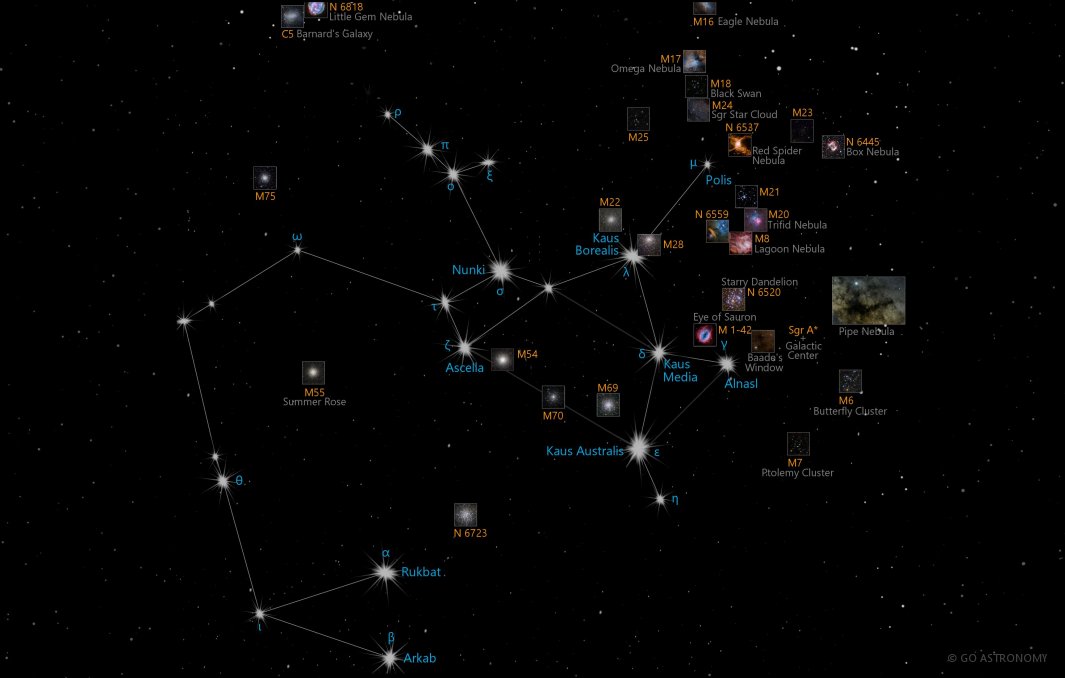 N 6818
Little Gem Nebula
C5 Barnard's Galaxy
M16 Eagle Nebula
M17
Omega Nebula
M18
Black Swan
M24
Sgr Star Cloud
M25
M23
N 6537
Red Spider
Nebula
N 6445
Box Nebula
ρ
π
ο
ξ
μ
Polis
M75
M21
M22
N 6559
M20
Trifid Nebula
M8
Lagoon Nebula
Kaus
Borealis
λ
M28
ω
Nunki
σ
τ
Starry Dandelion
N 6520
Eye of Sauron
M 1-42
Pipe Nebula
Sgr A*
Galactic
Center
Baade's
Window
ζ
Ascella
M54
δ
Kaus
Media
γ
Alnasl
M55
Summer Rose
M70
M69
M6
Butterfly Cluster
Kaus Australis
ε
M7
Ptolemy Cluster
θ
η
N 6723
α
Rukbat
ι
β
Arkab
© GO ASTRONOMY